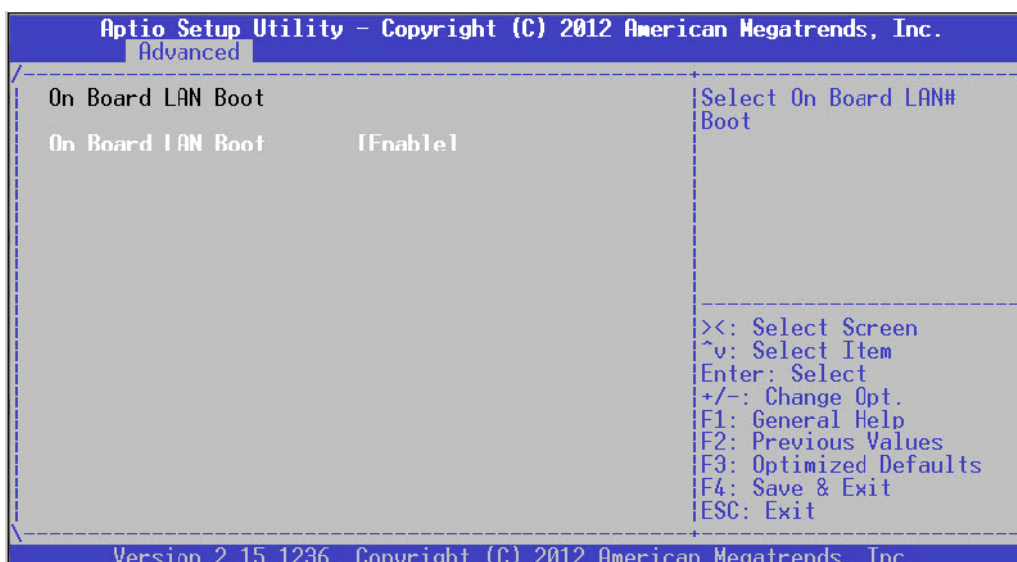 Aptio Setup Utility - Copyright (C) 2012 American Megatrends, Inc.
Advanced
On Board LAN Boot
On Board LAN Boot [Enable]
Select On Board LAN#
Boot
><: Select Screen
^v: Select Item
Enter: Select
+/-: Change Opt.
F1: General Help
F2: Previous Values
F3: Optimized Defaults
F4: Save & Exit
ESC: Exit
Version 2.15.1236. Copyright (C) 2012 American Megatrends, Inc.